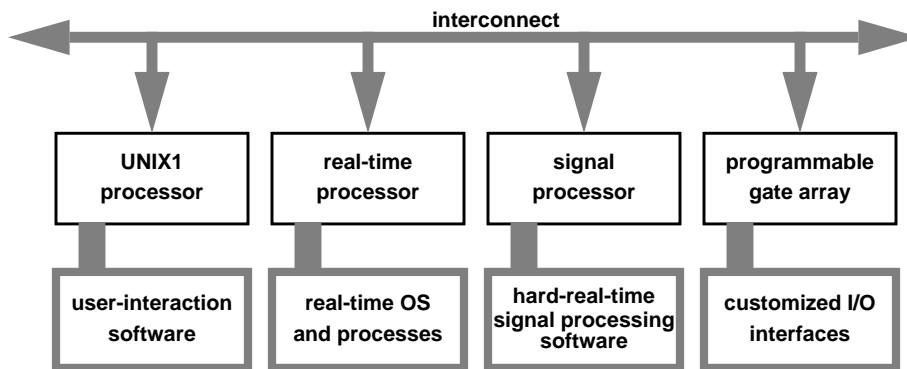 interconnect
UNIX1
processor
real-time
processor
signal
processor
programmable
gate array
user-interaction
software
real-time OS
and processes
hard-real-time
signal processing
software
customized I/O
interfaces